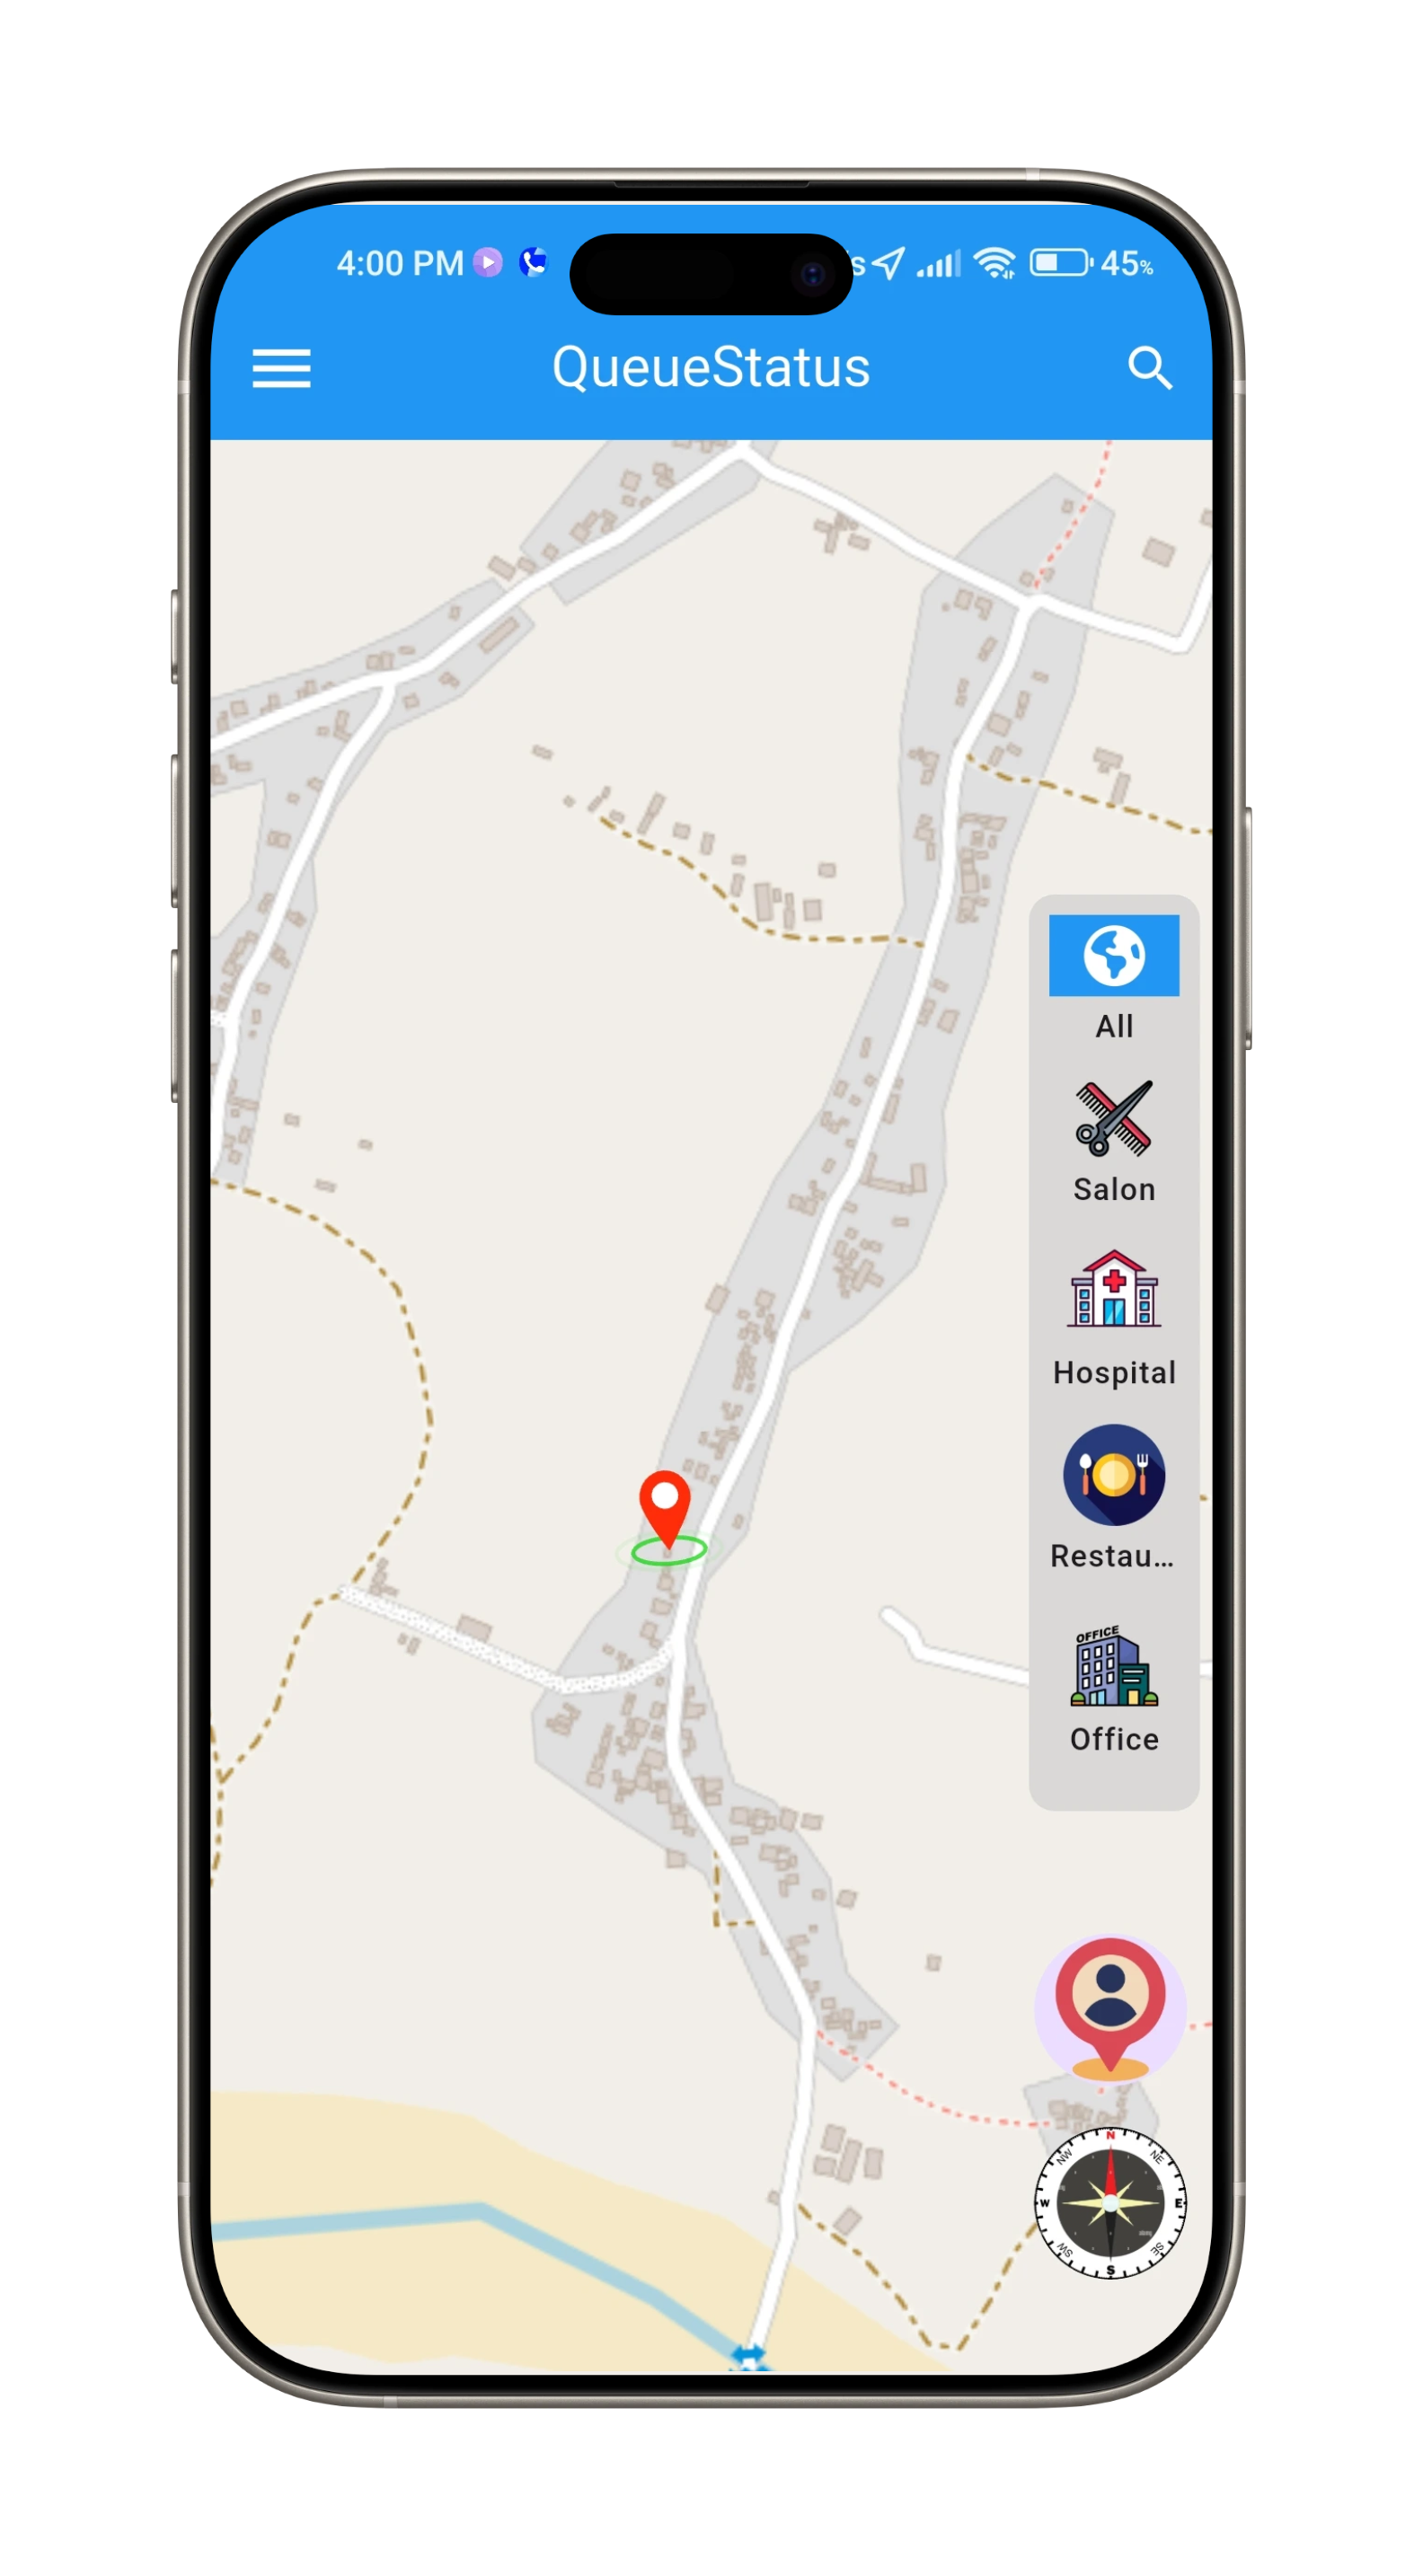 4:00 PM
s
45%
QueueStatus
All
Salon
Hospital
Restau...
OFFICE
Office
N
NW
NE
W
E
SW
SE
S